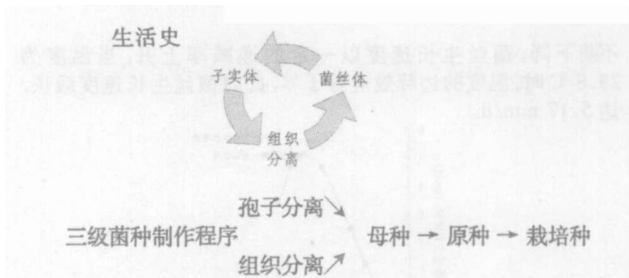 生活史
子实体
菌丝体
组织
分离
孢子分离↘
三级菌种制作程序 母种 → 原种 → 栽培种
组织分离↗